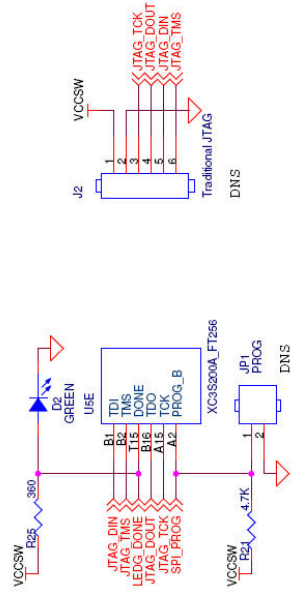 VCCSW
R25
360
D2
GREEN
U5E
JTAG_DIN
B1
TDI
JTAG_TMS
B2
TMS
LEDG_DONE
T15
DONE
JTAG_DOUT
B16
TDO
JTAG_TCK
A15
TCK
SPI_PROG
A2
PROG_B
XC3S200A_FT256
VCCSW
R21
4.7K
1
2
JP1
PROG
DNS
J2
VCCSW
1
2
3
JTAG_TCK
4
JTAG_DOUT
5
JTAG_DIN
6
JTAG_TMS
Traditional JTAG
DNS